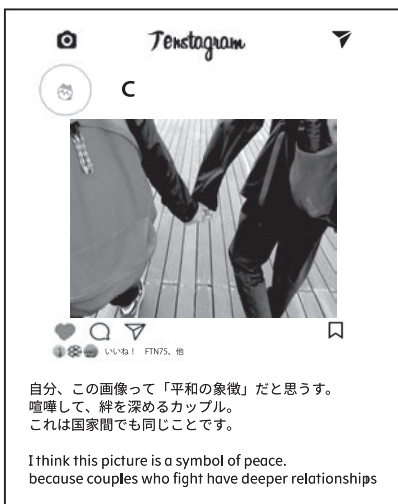 Tenstagram
C
いいね！ FTN75、他
自分、この画像って「平和の象徴」だと思うす。
喧嘩して、絆を深めるカップル。
これは国家間でも同じことです。
I think this picture is a symbol of peace.
because couples who fight have deeper relationships